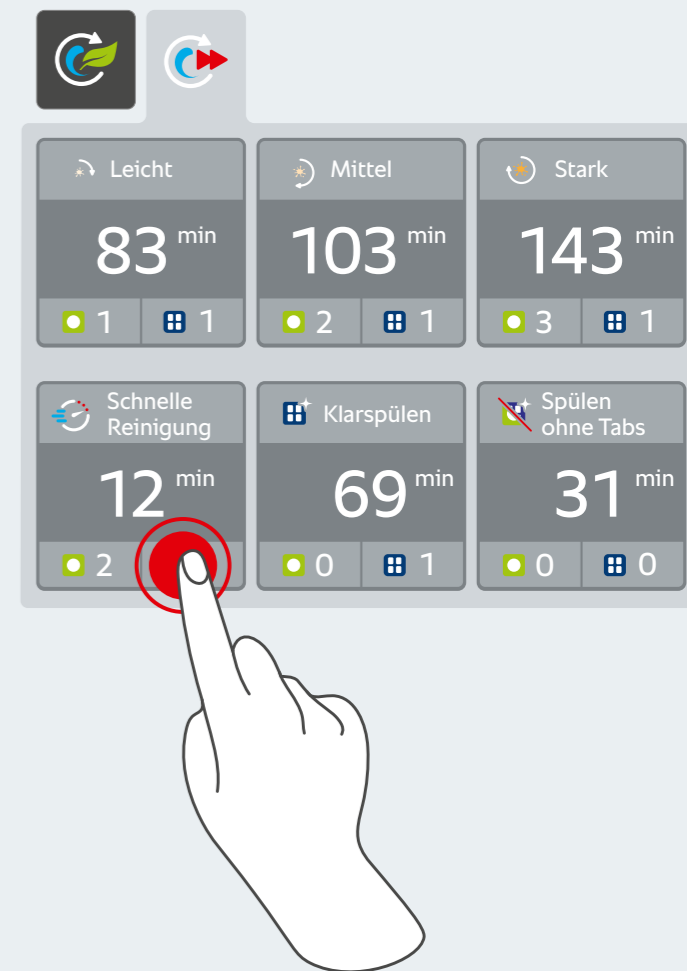 Leicht
Mittel
Stark
83 min
103 min
143 min
1 1
2 1
3 1
Schnelle
Reinigung
Klarspülen
Spülen
ohne Tabs
12 min
69 min
31 min
2
0 1
0 0